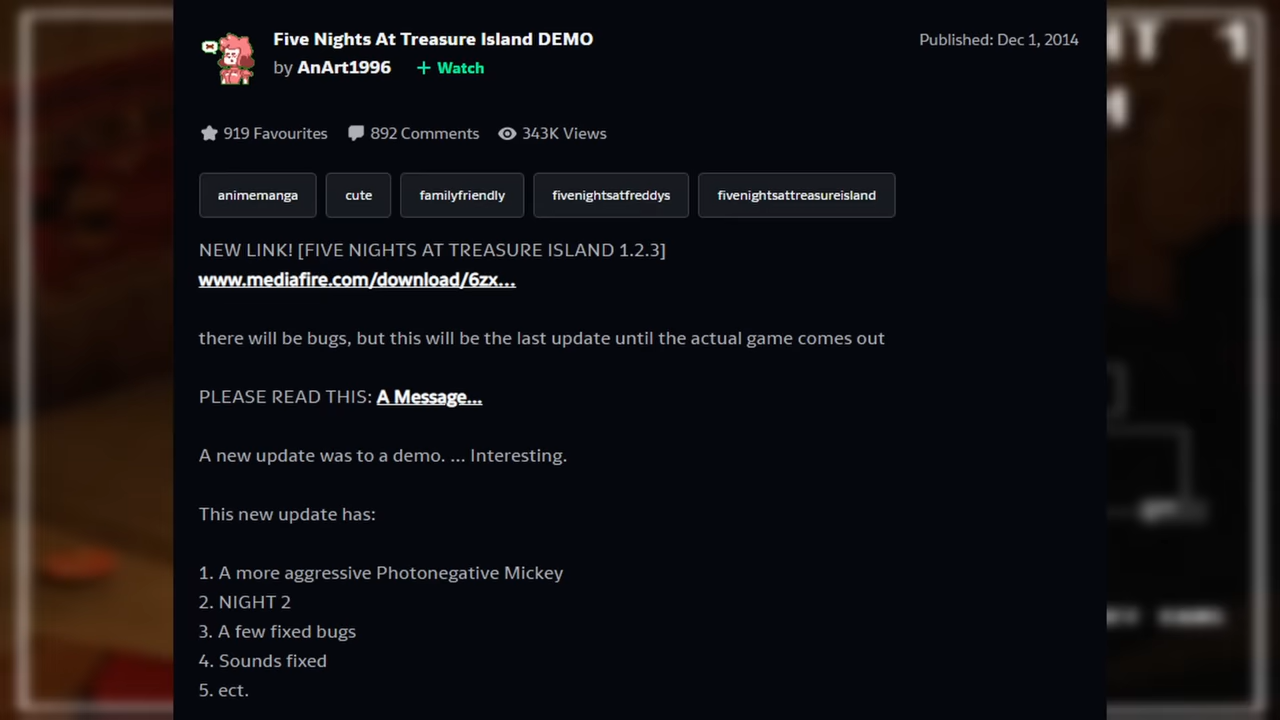 Five Nights At Treasure Island DEMO
Published: Dec 1, 2014
by AnArt1996 + Watch
919 Favourites 892 Comments 343K Views
animemanga cute familyfriendly fivenightsatfreddys fivenightsattreasureisland
NEW LINK! [FIVE NIGHTS AT TREASURE ISLAND 1.2.3]
www.mediafire.com/download/6zx...
there will be bugs, but this will be the last update until the actual game comes out
PLEASE READ THIS: A Message...
A new update was to a demo. ... Interesting.
This new update has:
1. A more aggressive Photonegative Mickey
2. NIGHT 2
3. A few fixed bugs
4. Sounds fixed
5. ect.